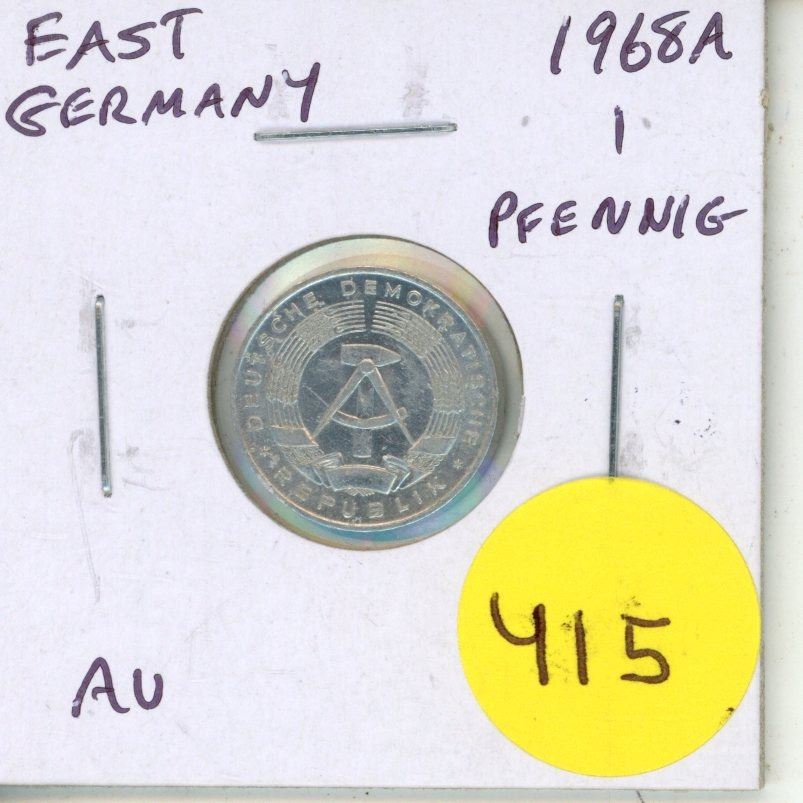 EAST
GERMANY
1968A
1
PFENNIG
DEUTSCHE DEMOKRATISCHE
* REPUBLIK *
AU
415